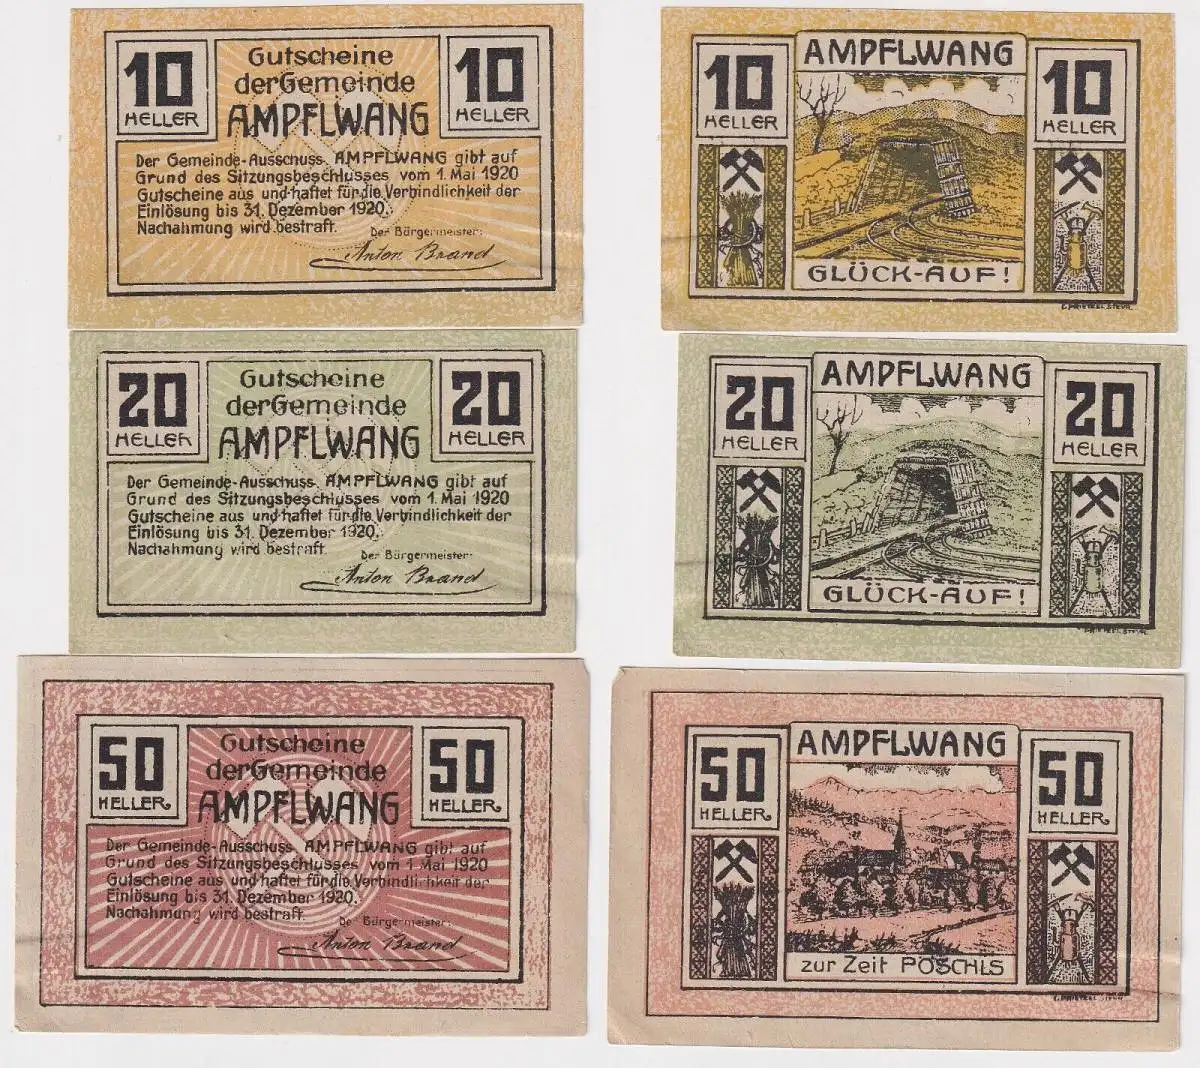 10
HELLER
Gutscheine
der Gemeinde
AMPFLWANG
10
HELLER
Der Gemeinde-Ausschuss. AMPFLWANG gibt auf
Grund des Sitzungsbeschlusses vom 1. Mai 1920
Gutscheine aus und haftet für die Verbindlichkeit der
Einlösung bis 31. Dezember 1920.
Nachahmung wird bestraft.
Der Bürgermeister:
Anton Brand
10
HELLER
AMPFLWANG
10
HELLER
GLÜCK-AUF!
20
HELLER
Gutscheine
der Gemeinde
AMPFLWANG
20
HELLER
Der Gemeinde-Ausschuss. AMPFLWANG gibt auf
Grund des Sitzungsbeschlusses vom 1. Mai 1920
Gutscheine aus und haftet für die Verbindlichkeit der
Einlösung bis 31. Dezember 1920.
Nachahmung wird bestraft.
Der Bürgermeister:
Anton Brand
20
HELLER
AMPFLWANG
20
HELLER
GLÜCK-AUF!
50
HELLER
Gutscheine
der Gemeinde
AMPFLWANG
50
HELLER
Der Gemeinde-Ausschuss. AMPFLWANG gibt auf
Grund des Sitzungsbeschlusses vom 1. Mai 1920
Gutscheine aus und haftet für die Verbindlichkeit der
Einlösung bis 31. Dezember 1920.
Nachahmung wird bestraft.
Der Bürgermeister:
Anton Brand
50
HELLER
AMPFLWANG
50
HELLER
zur Zeit PÖSCHLS